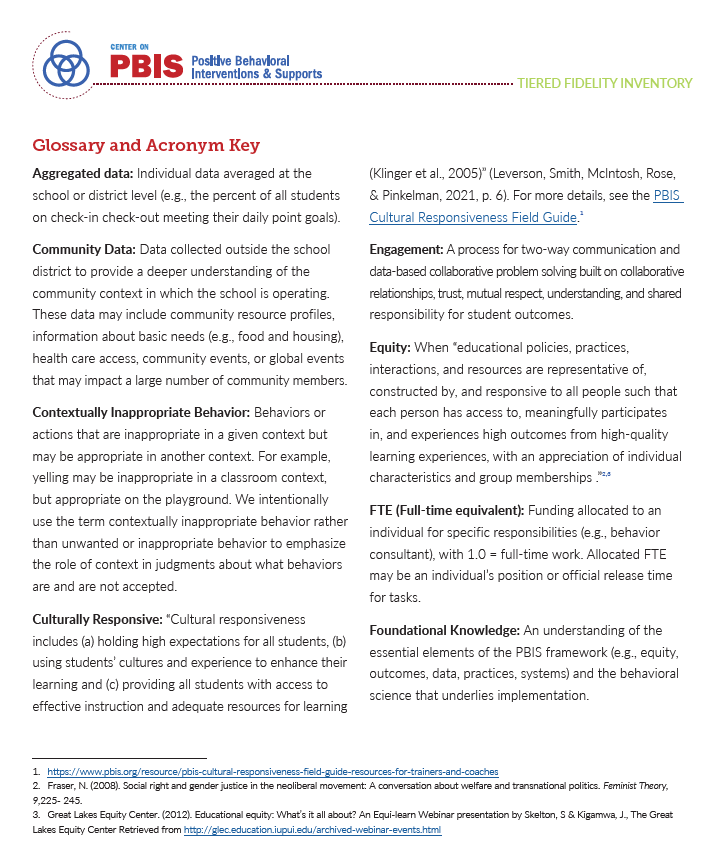 CENTER ON
PBIS
Positive Behavioral
Interventions & Supports
TIERED FIDELITY INVENTORY
Glossary and Acronym Key
Aggregated data: Individual data averaged at the
school or district level (e.g., the percent of all students
on check-in check-out meeting their daily point goals).
Community Data: Data collected outside the school
district to provide a deeper understanding of the
community context in which the school is operating.
These data may include community resource profiles,
information about basic needs (e.g., food and housing),
health care access, community events, or global events
that may impact a large number of community members.
Contextually Inappropriate Behavior: Behaviors or
actions that are inappropriate in a given context but
may be appropriate in another context. For example,
yelling may be inappropriate in a classroom context,
but appropriate on the playground. We intentionally
use the term contextually inappropriate behavior rather
than unwanted or inappropriate behavior to emphasize
the role of context in judgments about what behaviors
are and are not accepted.
Culturally Responsive: “Cultural responsiveness
includes (a) holding high expectations for all students, (b)
using students’ cultures and experience to enhance their
learning and (c) providing all students with access to
effective instruction and adequate resources for learning
(Klinger et al., 2005)” (Leverson, Smith, McIntosh, Rose,
& Pinkelman, 2021, p. 6). For more details, see the PBIS
Cultural Responsiveness Field Guide.1
Engagement: A process for two-way communication and
data-based collaborative problem solving built on collaborative
relationships, trust, mutual respect, understanding, and shared
responsibility for student outcomes.
Equity: When “educational policies, practices,
interactions, and resources are representative of,
constructed by, and responsive to all people such that
each person has access to, meaningfully participates
in, and experiences high outcomes from high-quality
learning experiences, with an appreciation of individual
characteristics and group memberships .”2,3
FTE (Full-time equivalent): Funding allocated to an
individual for specific responsibilities (e.g., behavior
consultant), with 1.0 = full-time work. Allocated FTE
may be an individual’s position or official release time
for tasks.
Foundational Knowledge: An understanding of the
essential elements of the PBIS framework (e.g., equity,
outcomes, data, practices, systems) and the behavioral
science that underlies implementation.
1. https://www.pbis.org/resource/pbis-cultural-responsiveness-field-guide-resources-for-trainers-and-coaches
2. Fraser, N. (2008). Social right and gender justice in the neoliberal movement: A conversation about welfare and transnational politics. Feminist Theory,
9,225- 245.
3. Great Lakes Equity Center. (2012). Educational equity: What’s it all about? An Equi-learn Webinar presentation by Skelton, S & Kigamwa, J., The Great
Lakes Equity Center Retrieved from http://glec.education.iupui.edu/archived-webinar-events.html